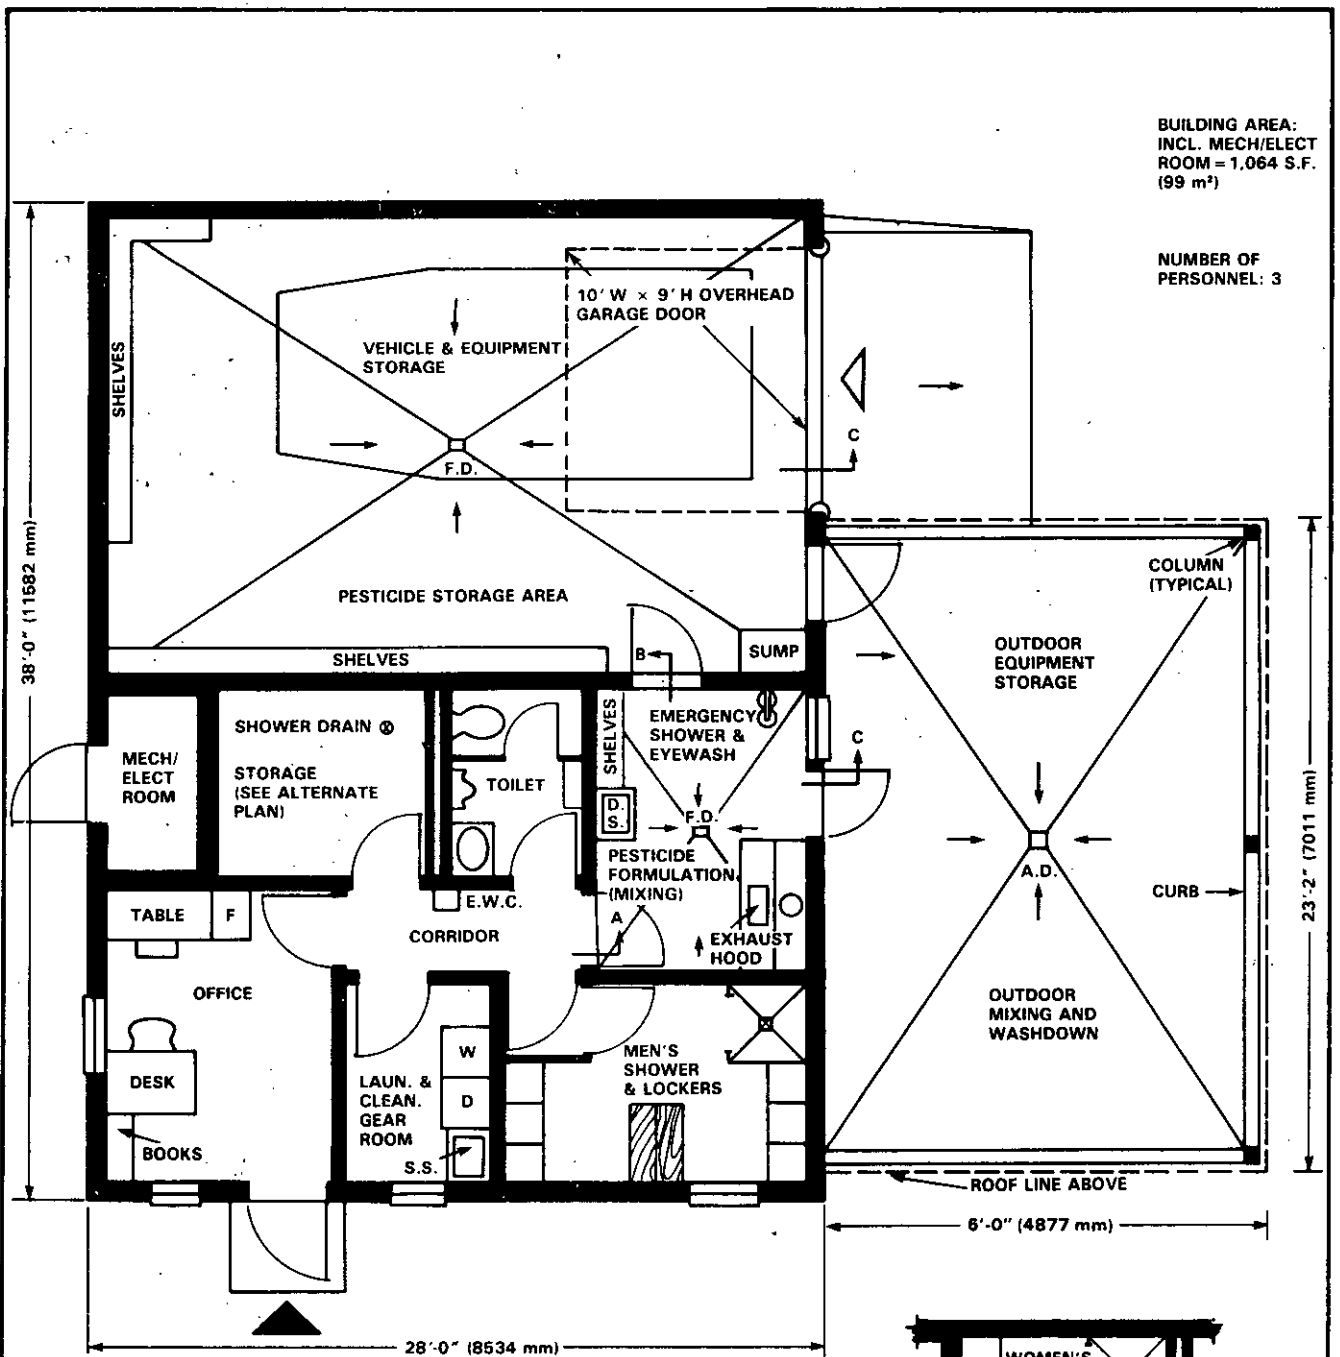 BUILDING AREA:
INCL. MECH/ELECT
ROOM = 1,064 S.F.
(99 m²)
NUMBER OF
PERSONNEL: 3
10' W × 9' H OVERHEAD
GARAGE DOOR
VEHICLE & EQUIPMENT
STORAGE
SHELVES
F.D.
C
PESTICIDE STORAGE AREA
SHELVES
B
SUMP
COLUMN
(TYPICAL)
OUTDOOR
EQUIPMENT
STORAGE
38'-0" (11582 mm)
MECH/
ELECT
ROOM
SHOWER DRAIN
STORAGE
(SEE ALTERNATE
PLAN)
TOILET
SHELVES
EMERGENCY
SHOWER &
EYEWASH
C
D.
S.
F.D.
PESTICIDE
FORMULATION
(MIXING)
A
EXHAUST
HOOD
A.D.
CURB
23'-2" (7011 mm)
TABLE
F
E.W.C.
CORRIDOR
OFFICE
DESK
BOOKS
LAUN. &
CLEAN.
GEAR
ROOM
W
D
S.S.
MEN'S
SHOWER
& LOCKERS
OUTDOOR
MIXING AND
WASHDOWN
ROOF LINE ABOVE
6'-0" (4877 mm)
28'-0" (8534 mm)
WOMEN'S